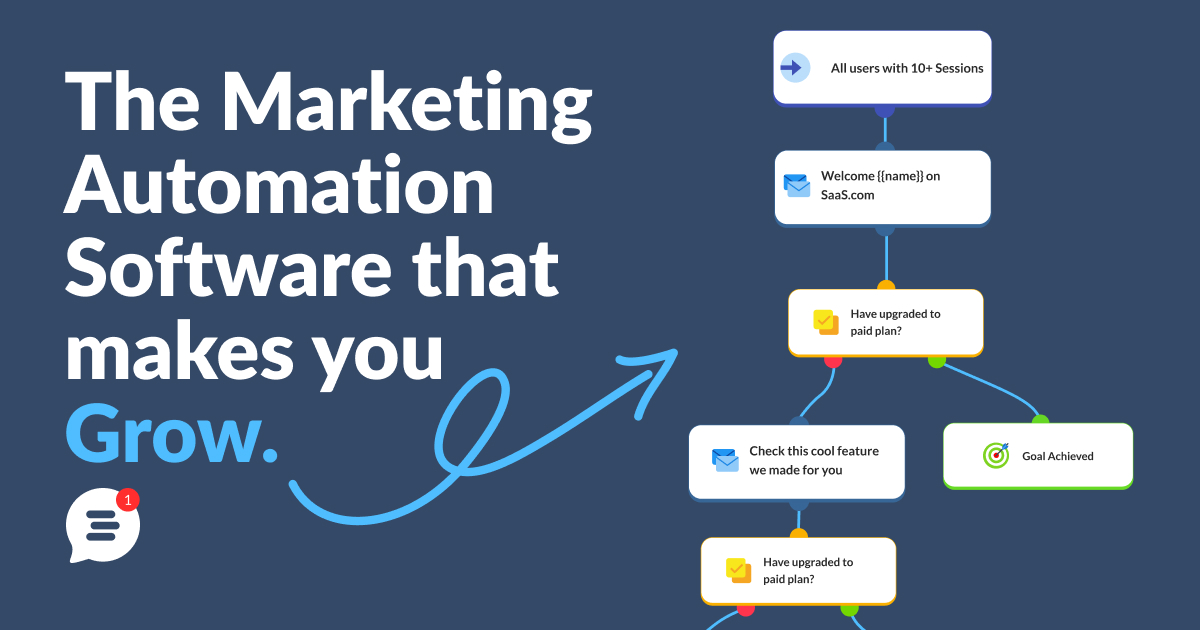 The Marketing
Automation
Software that
makes you
Grow.
1
All users with 10+ Sessions
Welcome {{name}} on
SaaS.com
Have upgraded to
paid plan?
Check this cool feature
we made for you
Goal Achieved
Have upgraded to
paid plan?